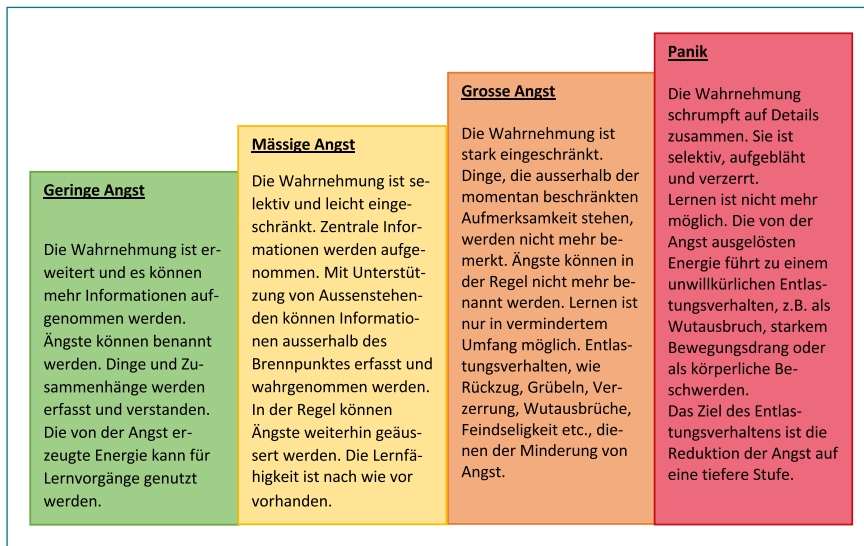 Geringe Angst
Die Wahrnehmung ist er-
weitert und es können
mehr Informationen auf-
genommen werden.
Ängste können benannt
werden. Dinge und Zu-
sammenhänge werden
erfasst und verstanden.
Die von der Angst er-
zeugte Energie kann für
Lernvorgänge genutzt
werden.
Mässige Angst
Die Wahrnehmung ist se-
lektiv und leicht einge-
schränkt. Zentrale Infor-
mationen werden aufge-
nommen. Mit Unterstüt-
zung von Aussenstehen-
den können Informatio-
nen ausserhalb des
Brennpunktes erfasst und
wahrgenommen werden.
In der Regel können
Ängste weiterhin geäus-
sert werden. Die Lernfä-
higkeit ist nach wie vor
vorhanden.
Grosse Angst
Die Wahrnehmung ist
stark eingeschränkt.
Dinge, die ausserhalb der
momentan beschränkten
Aufmerksamkeit stehen,
werden nicht mehr be-
merkt. Ängste können in
der Regel nicht mehr be-
nannt werden. Lernen ist
nur in vermindertem
Umfang möglich. Entlas-
tungsverhalten, wie
Rückzug, Grübeln, Ver-
zerrung, Wutausbrüche,
Feindseligkeit etc., die-
nen der Minderung von
Angst.
Panik
Die Wahrnehmung
schrumpft auf Details
zusammen. Sie ist
selektiv, aufgebläht
und verzerrt.
Lernen ist nicht mehr
möglich. Die von der
Angst ausgelösten
Energie führt zu einem
unwillkürlichen Entlas-
tungsverhalten, z.B. als
Wutausbruch, starkem
Bewegungsdrang oder
als körperliche Be-
schwerden.
Das Ziel des Entlas-
tungsverhaltens ist die
Reduktion der Angst auf
eine tiefere Stufe.